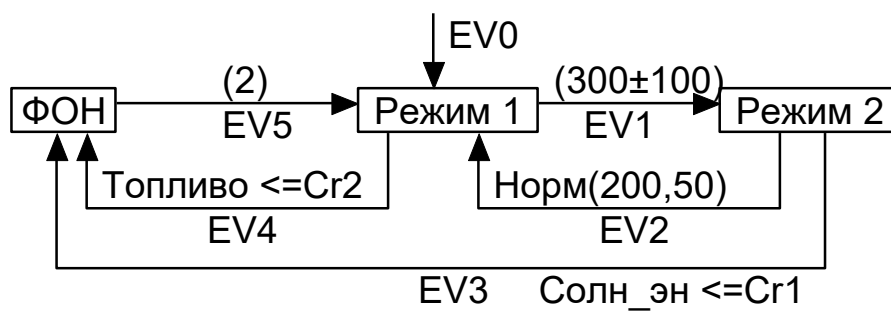 EV0
(2)
(300±100)
ФОН
Режим 1
Режим 2
EV5
EV1
Топливо <=Cr2
Норм(200,50)
EV4
EV2
EV3
Солн_эн <=Cr1